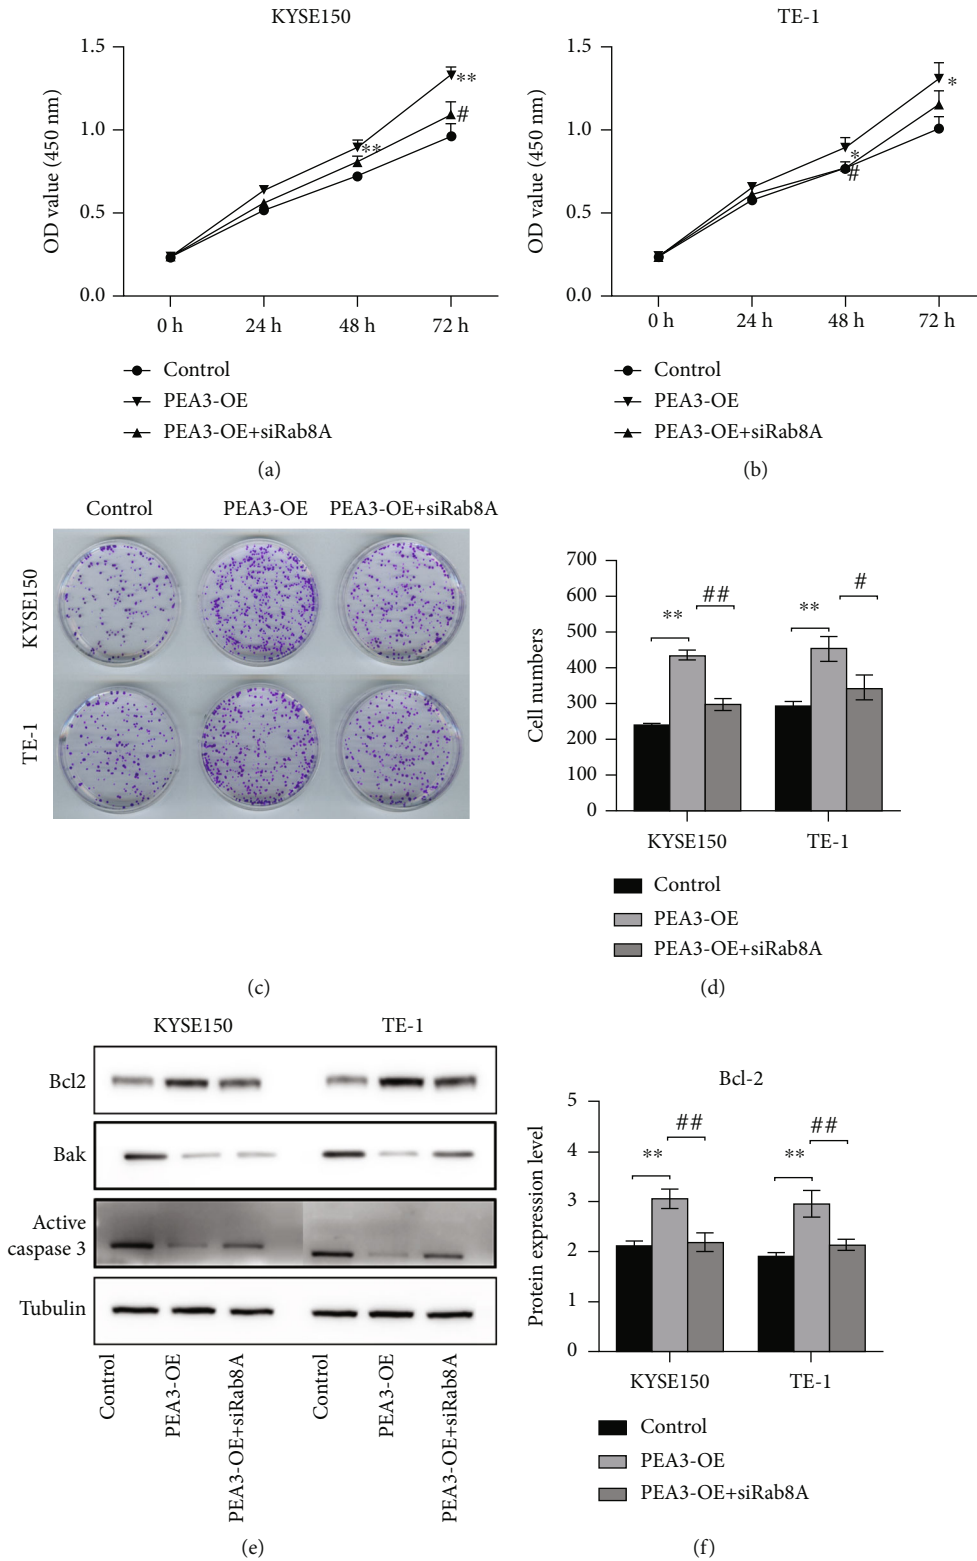 KYSE150
OD value (450 nm)
1.5
1.0
0.5
0.0
0 h
24 h
48 h
72 h
**
**
#
Control
PEA3-OE
PEA3-OE+siRab8A
(a)
TE-1
OD value (450 nm)
1.5
1.0
0.5
0.0
0 h
24 h
48 h
72 h
*
#
*
Control
PEA3-OE
PEA3-OE+siRab8A
(b)
Control PEA3-OE PEA3-OE+siRab8A
KYSE150
TE-1
(c)
Cell numbers
700
600
500
400
300
200
100
0
**
##
**
#
KYSE150
TE-1
Control
PEA3-OE
PEA3-OE+siRab8A
(d)
KYSE150 TE-1
Bcl2
Bak
Active
caspase 3
Tubulin
Control
PEA3-OE
PEA3-OE+siRab8A
Control
PEA3-OE
PEA3-OE+siRab8A
(e)
Bcl-2
Protein expression level
5
4
3
2
1
0
**
##
**
##
KYSE150
TE-1
Control
PEA3-OE
PEA3-OE+siRab8A
(f)